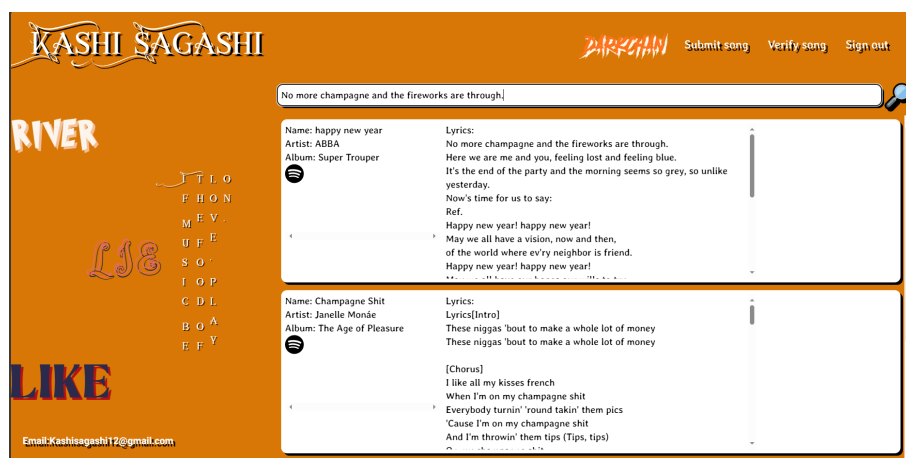 KASHI SAGASHI
DARKCHAN
Submit song
Verify song
Sign out
No more champagne and the fireworks are through.
RIVER
I T L O
F H O N
M E V .
U F E
S O '
I O P
C D L
B O A
E F Y
LIE
LIKE
Email:Kashisagashi12@gmail.com
Name: happy new year
Artist: ABBA
Album: Super Trouper
Lyrics:
No more champagne and the fireworks are through.
Here we are me and you, feeling lost and feeling blue.
It's the end of the party and the morning seems so grey, so unlike
yesterday.
Now's time for us to say:
Ref.
Happy new year! happy new year!
May we all have a vision, now and then,
of the world where ev'ry neighbor is friend.
Happy new year! happy new year!
Name: Champagne Shit
Artist: Janelle Monáe
Album: The Age of Pleasure
Lyrics:
Lyrics[Intro]
These niggas 'bout to make a whole lot of money
These niggas 'bout to make a whole lot of money
[Chorus]
I like all my kisses french
When I'm on my champagne shit
Everybody turnin' 'round takin' them pics
'Cause I'm on my champagne shit
And I'm throwin' them tips (Tips, tips)